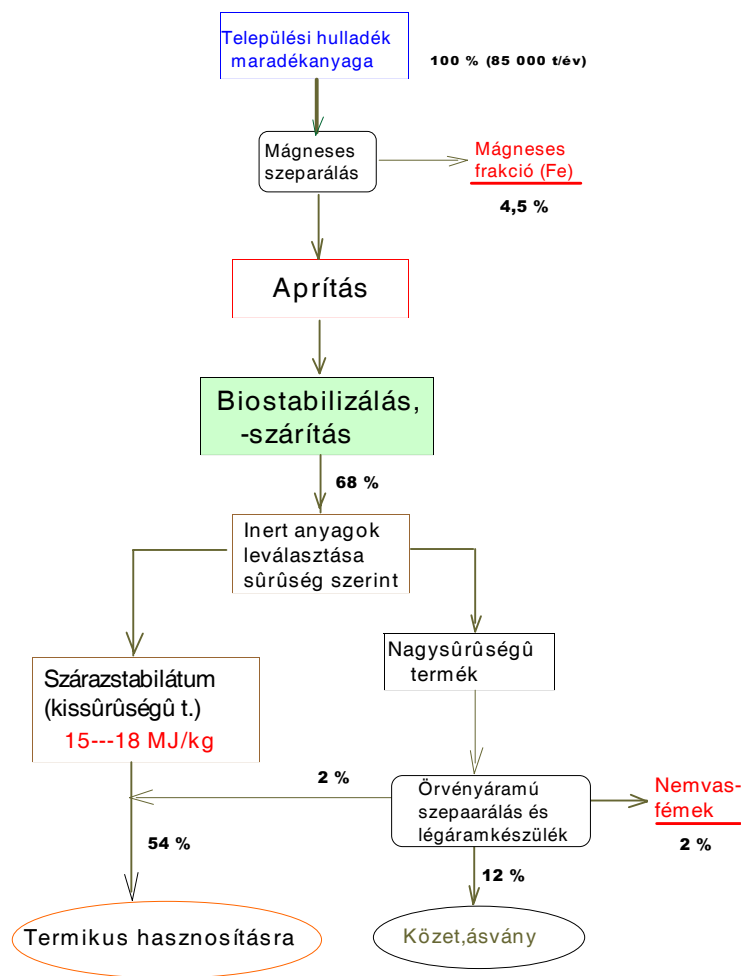 Települési hulladék
maradékanyaga
100 % (85 000 t/év)
Mágneses
szeparálás
Mágneses
frakció (Fe)
4,5 %
Aprítás
Biostabilizálás,
-szárítás
68 %
Inert anyagok
leválasztása
sûrûség szerint
Szárazstabilátum
(kissûrûségû t.)
15---18 MJ/kg
Nagysûrûségû
termék
2 %
Örvényáramú
szepaarálás és
légáramkészülék
Nemvas-
fémek
2 %
54 %
12 %
Termikus hasznosításra
Közet,ásvány